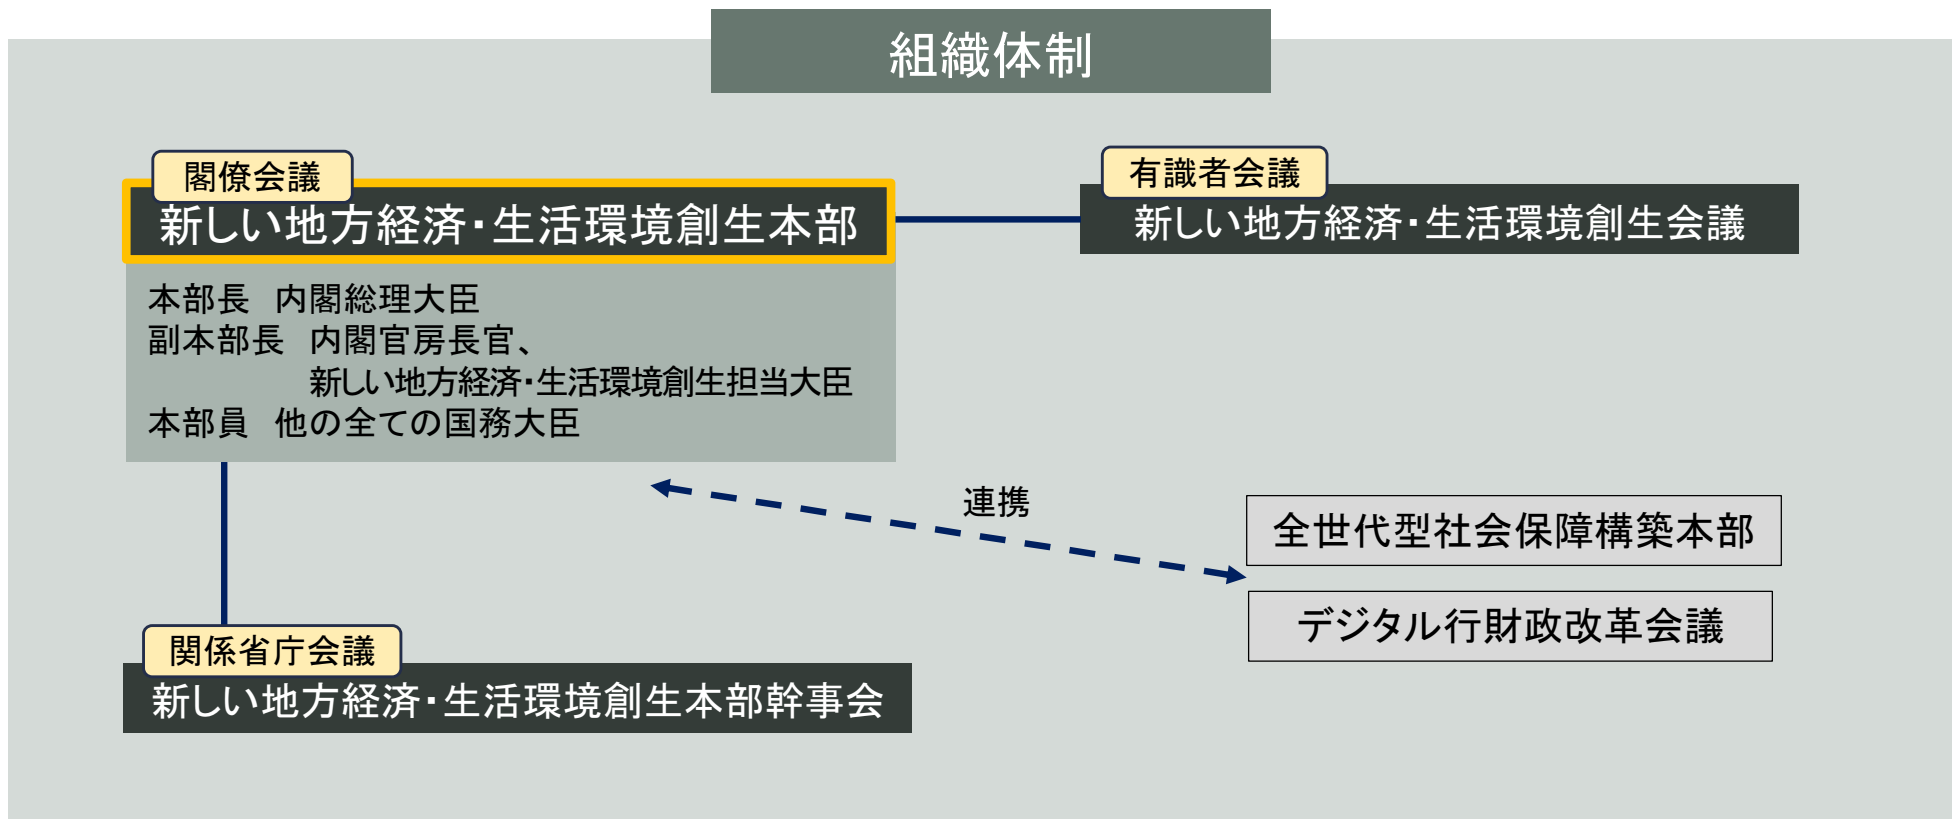 組織体制
閣僚会議
新しい地方経済・生活環境創生本部
有識者会議
新しい地方経済・生活環境創生会議
本部長　内閣総理大臣
副本部長　内閣官房長官、
新しい地方経済・生活環境創生担当大臣
本部員　他の全ての国務大臣
連携
全世代型社会保障構築本部
デジタル行財政改革会議
関係省庁会議
新しい地方経済・生活環境創生本部幹事会